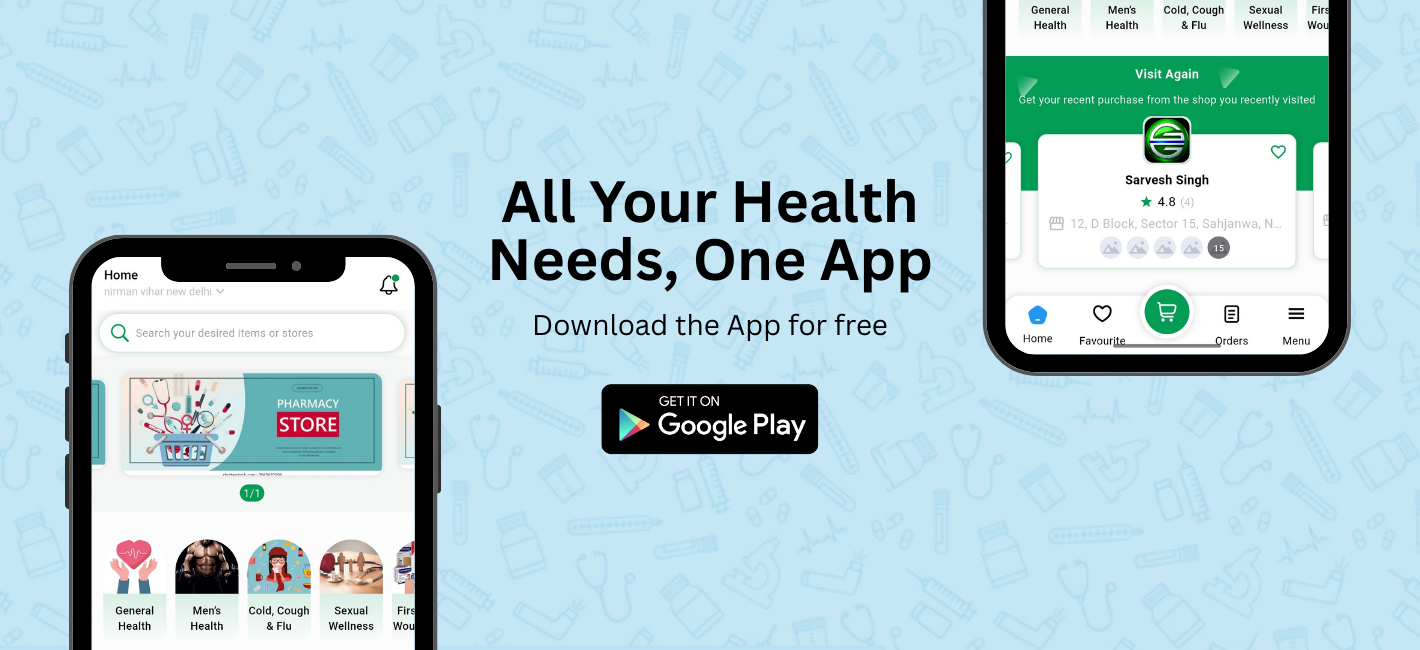 All Your Health
Needs, One App
Download the App for free
GET IT ON
Google Play
Home
nirman vihar new delhi
Search your desired items or stores
PHARMACY
STORE
1/1
General
Health
Men's
Health
Cold, Cough
& Flu
Sexual
Wellness
Firs
Wou
General
Health
Men's
Health
Cold, Cough
& Flu
Sexual
Wellness
Firs
Wou
Visit Again
Get your recent purchase from the shop you recently visited
Sarvesh Singh
4.8 (4)
12, D Block, Sector 15, Sahjanwa, N...
15
Home
Favourite
Orders
Menu